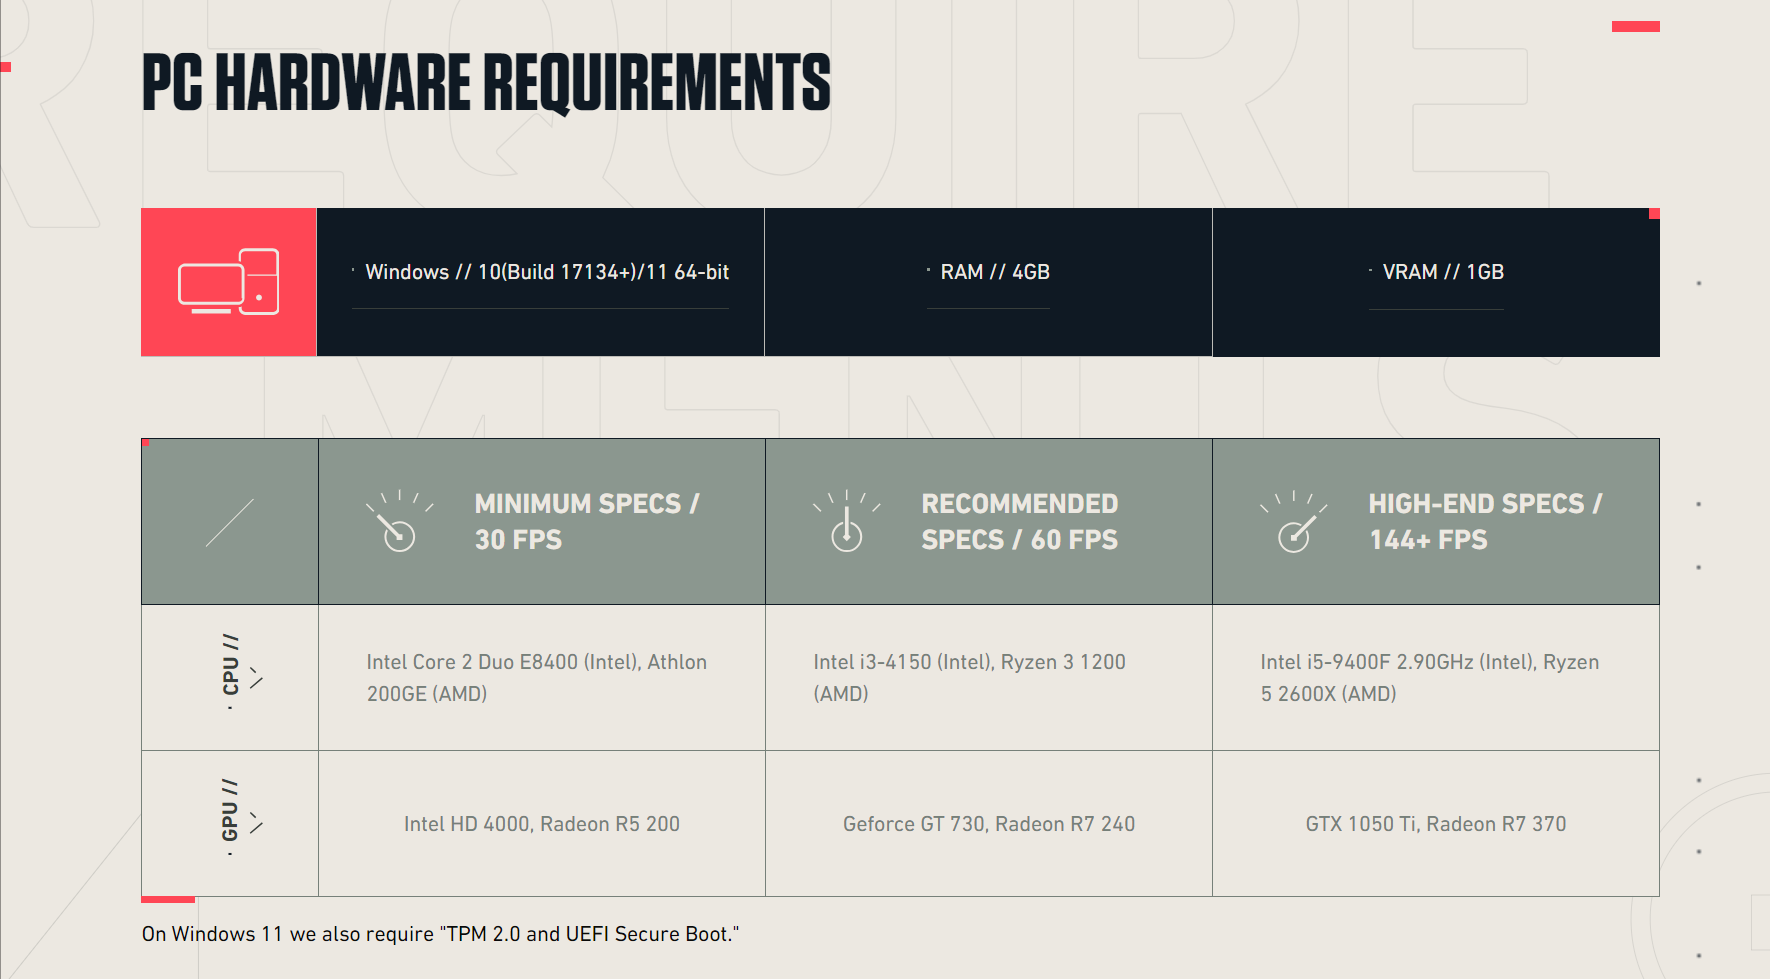 PC HARDWARE REQUIREMENTS
Windows // 10(Build 17134+)/11 64-bit
RAM // 4GB
VRAM // 1GB
MINIMUM SPECS /
30 FPS
RECOMMENDED
SPECS / 60 FPS
HIGH-END SPECS /
144+ FPS
CPU //
Intel Core 2 Duo E8400 (Intel), Athlon
200GE (AMD)
Intel i3-4150 (Intel), Ryzen 3 1200
(AMD)
Intel i5-9400F 2.90GHz (Intel), Ryzen
5 2600X (AMD)
GPU //
Intel HD 4000, Radeon R5 200
Geforce GT 730, Radeon R7 240
GTX 1050 Ti, Radeon R7 370
On Windows 11 we also require "TPM 2.0 and UEFI Secure Boot."